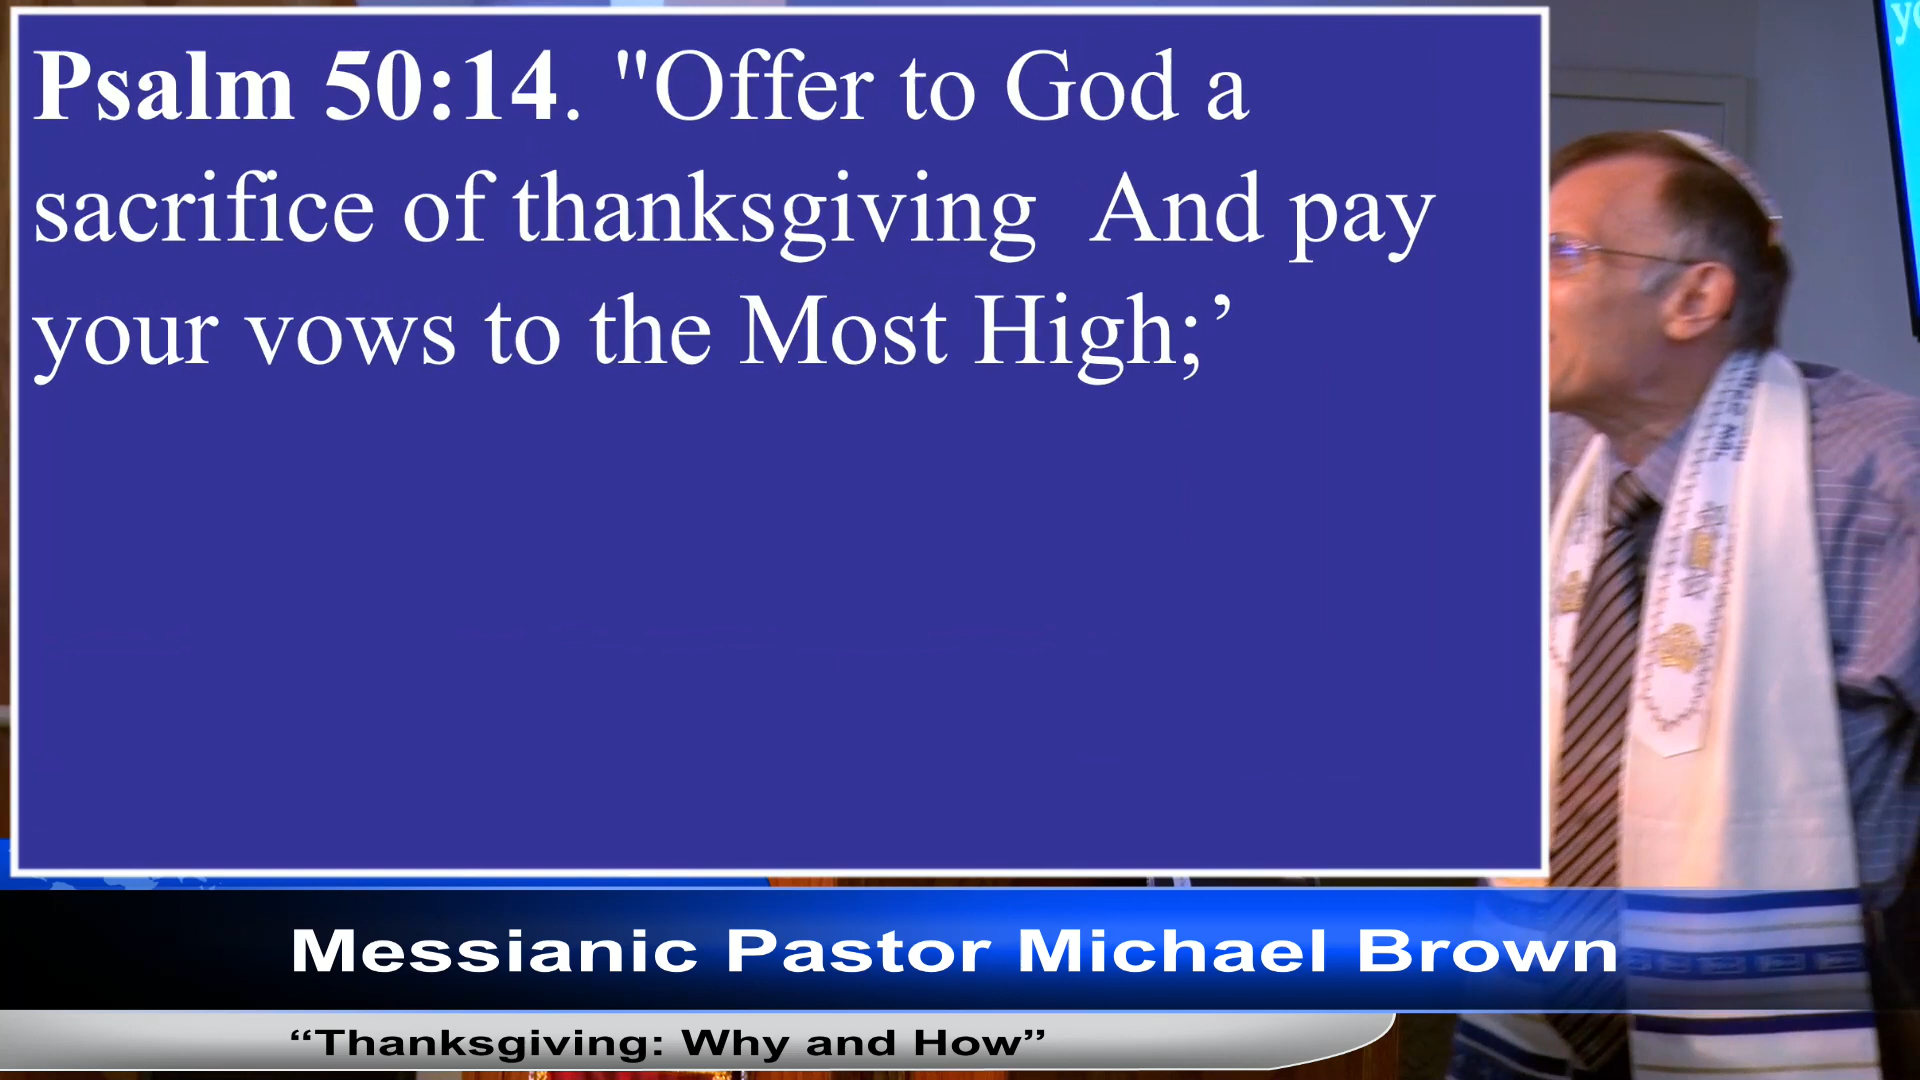 Psalm 50:14. "Offer to God a
sacrifice of thanksgiving  And pay
your vows to the Most High;’
Messianic Pastor Michael Brown
“Thanksgiving: Why and How”